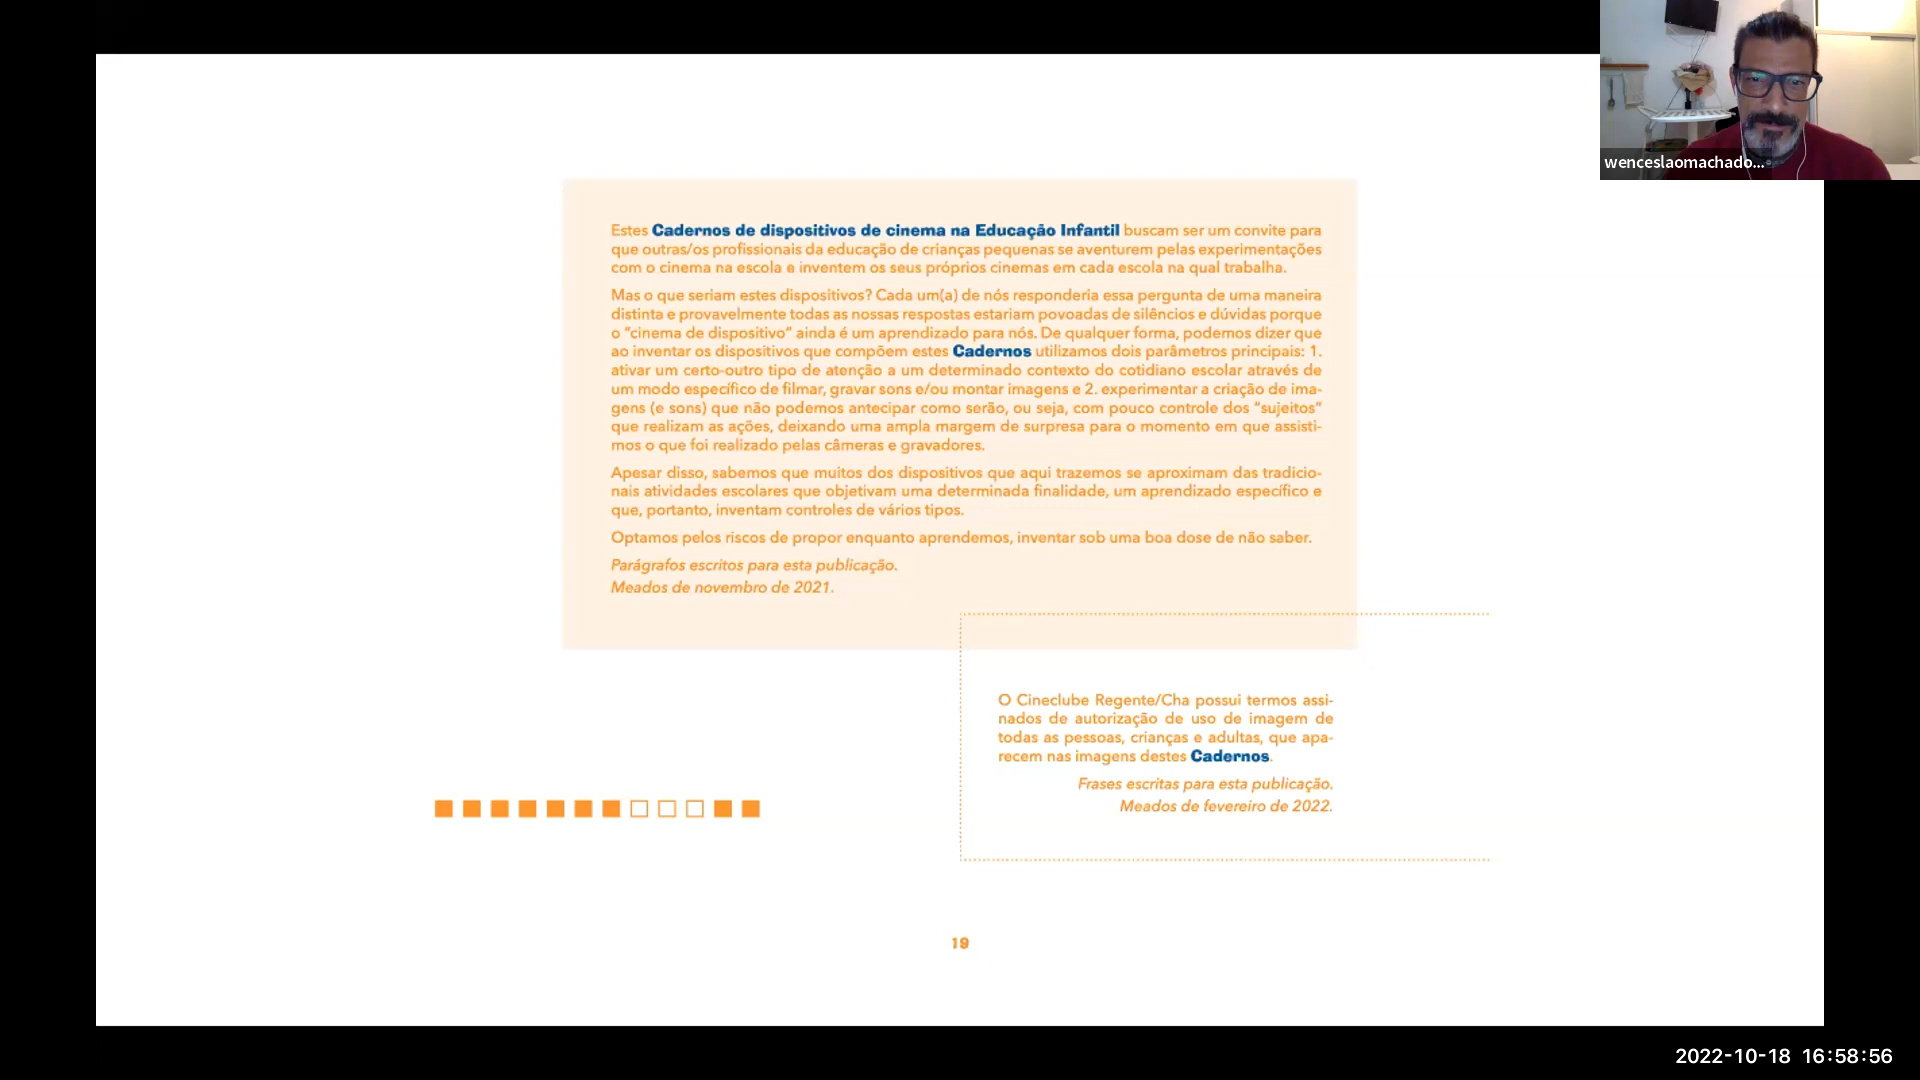 Estes Cadernos de dispositivos de cinema na Educação Infantil buscam ser um convite para
que outras/os profissionais da educação de crianças pequenas se aventurem pelas experimentações
com o cinema na escola e inventem os seus próprios cinemas em cada escola na qual trabalha.
Mas o que seriam estes dispositivos? Cada um(a) de nós responderia essa pergunta de uma maneira
distinta e provavelmente todas as nossas respostas estariam povoadas de silêncios e dúvidas porque
o "cinema de dispositivo" ainda é um aprendizado para nós. De qualquer forma, podemos dizer que
ao inventar os dispositivos que compõem estes Cadernos utilizamos dois parâmetros principais: 1.
ativar um certo-outro tipo de atenção a um determinado contexto do cotidiano escolar através de
um modo específico de filmar, gravar sons e/ou montar imagens e 2. experimentar a criação de ima-
gens (e sons) que não podemos antecipar como serão, ou seja, com pouco controle dos "sujeitos"
que realizam as ações, deixando uma ampla margem de surpresa para o momento em que assisti-
mos o que foi realizado pelas câmeras e gravadores.
Apesar disso, sabemos que muitos dos dispositivos que aqui trazemos se aproximam das tradicio-
nais atividades escolares que objetivam uma determinada finalidade, um aprendizado específico e
que, portanto, inventam controles de vários tipos.
Optamos pelos riscos de propor enquanto aprendemos, inventar sob uma boa dose de não saber.
Parágrafos escritos para esta publicação.
Meados de novembro de 2021.
O Cineclube Regente/Cha possui termos assi-
nados de autorização de uso de imagem de
todas as pessoas, crianças e adultas, que apa-
recem nas imagens destes Cadernos.
Frases escritas para esta publicação.
Meados de fevereiro de 2022.
19
wenceslaomachado...
2022-10-18 16:58:56